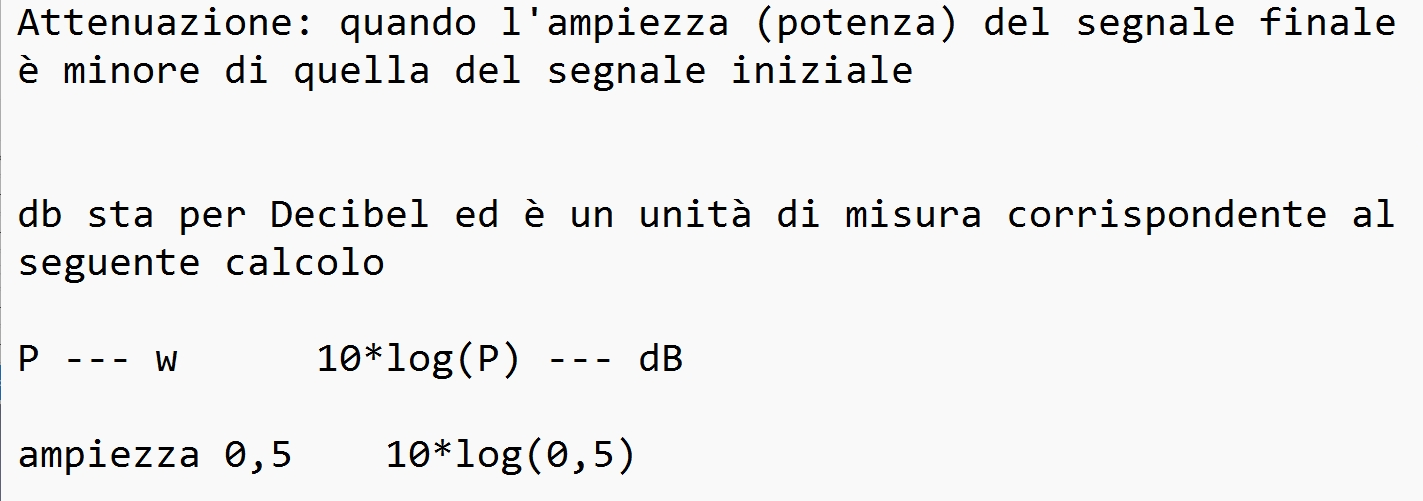 Attenuazione: quando l'ampiezza (potenza) del segnale finale
è minore di quella del segnale iniziale
db sta per Decibel ed è un unità di misura corrispondente al
seguente calcolo
P --- w      10*log(P) --- dB
ampiezza 0,5    10*log(0,5)